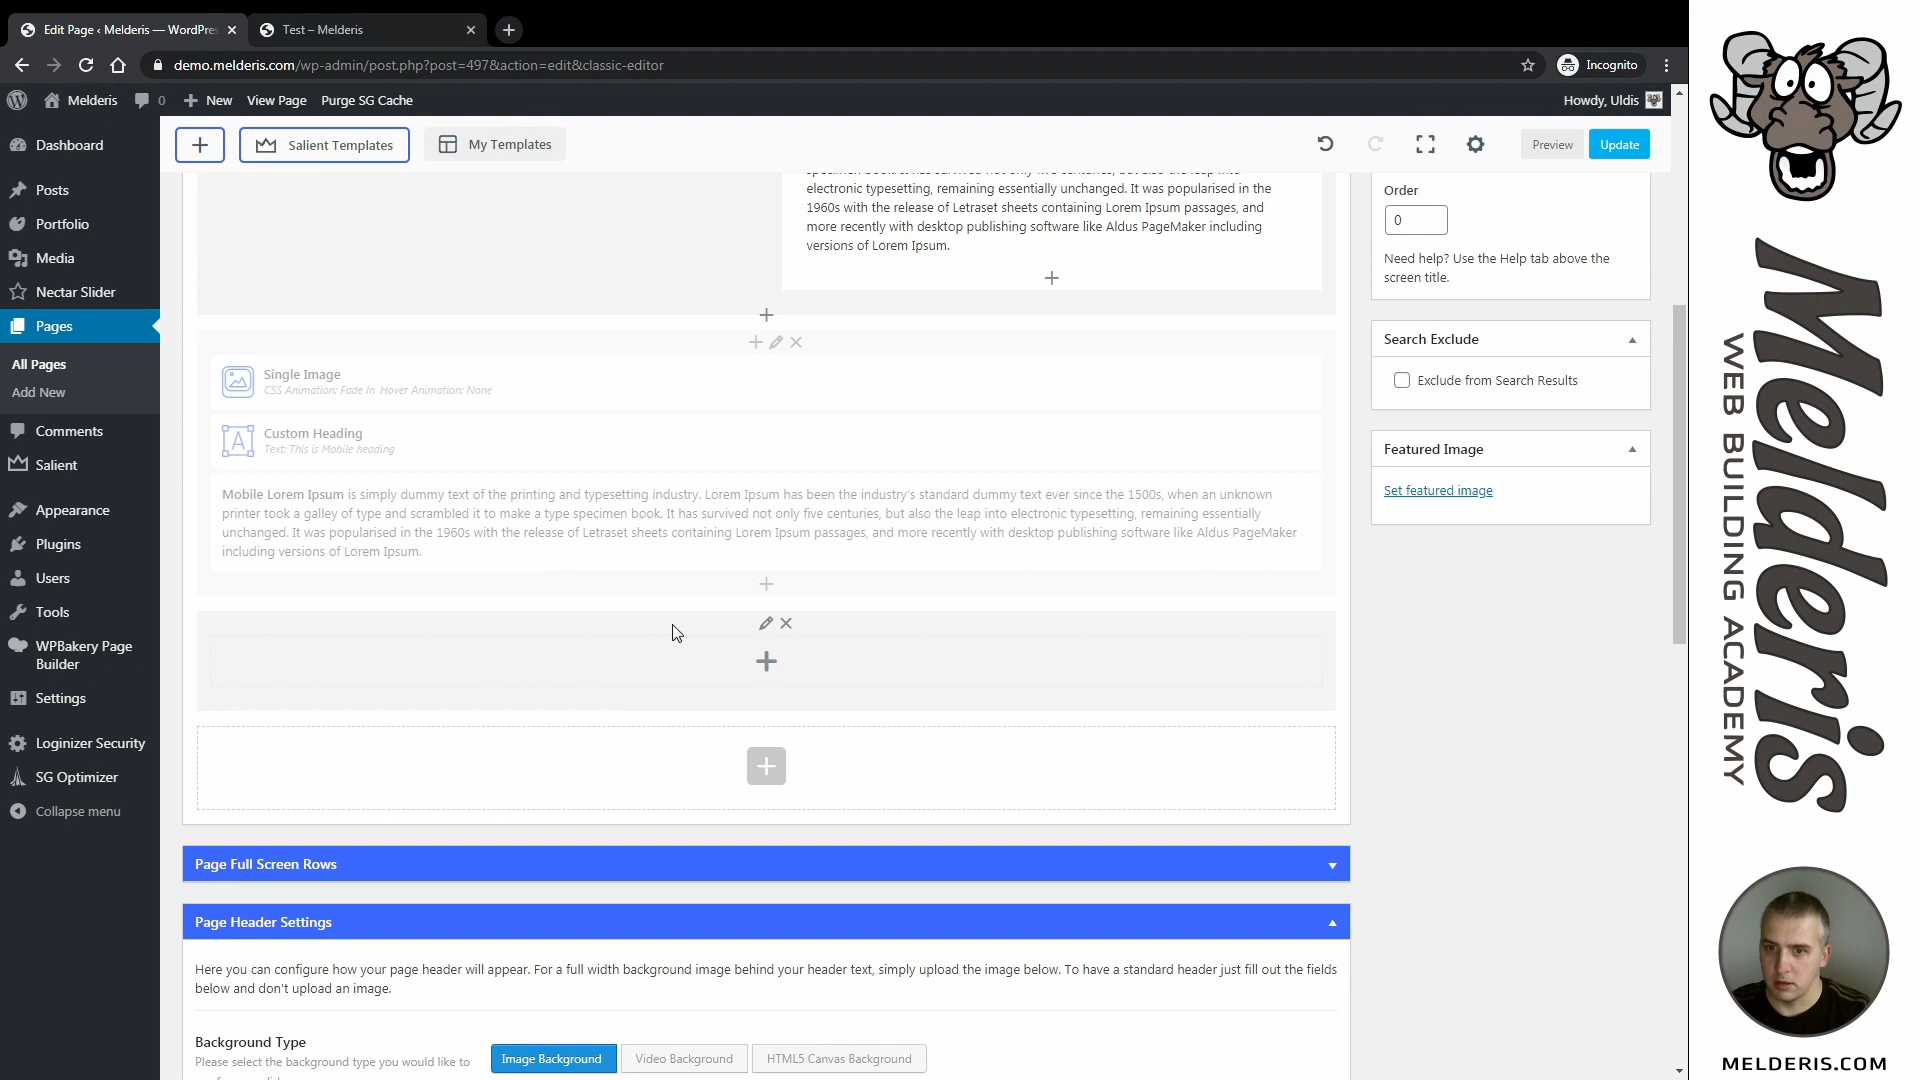 Edit Page ‹ Melderis — WordPres
Test – Melderis
demo.melderis.com/wp-admin/post.php?post=497&action=edit&classic-editor
Incognito
Melderis
0
New
View Page
Purge SG Cache
Howdy, Uldis
Dashboard
Posts
Portfolio
Media
Nectar Slider
Pages
All Pages
Add New
Comments
Salient
Appearance
Plugins
Users
Tools
WPBakery Page
Builder
Settings
Loginizer Security
SG Optimizer
Collapse menu
Salient Templates
My Templates
Preview
Update
electronic typesetting, remaining essentially unchanged. It was popularised in the
1960s with the release of Letraset sheets containing Lorem Ipsum passages, and
more recently with desktop publishing software like Aldus PageMaker including
versions of Lorem Ipsum.
Single Image
CSS Animation: Fade In Hover Animation: None
Custom Heading
Text: This is Mobile heading
Mobile Lorem Ipsum is simply dummy text of the printing and typesetting industry. Lorem Ipsum has been the industry's standard dummy text ever since the 1500s, when an unknown
printer took a galley of type and scrambled it to make a type specimen book. It has survived not only five centuries, but also the leap into electronic typesetting, remaining essentially
unchanged. It was popularised in the 1960s with the release of Letraset sheets containing Lorem Ipsum passages, and more recently with desktop publishing software like Aldus PageMaker
including versions of Lorem Ipsum.
Page Full Screen Rows
Page Header Settings
Here you can configure how your page header will appear. For a full width background image behind your header text, simply upload the image below. To have a standard header just fill out the fields
below and don't upload an image.
Background Type
Please select the background type you would like to
Image Background
Video Background
HTML5 Canvas Background
Order
0
Need help? Use the Help tab above the
screen title.
Search Exclude
Exclude from Search Results
Featured Image
Set featured image
Melderis
WEB BUILDING ACADEMY
MELDERIS.COM